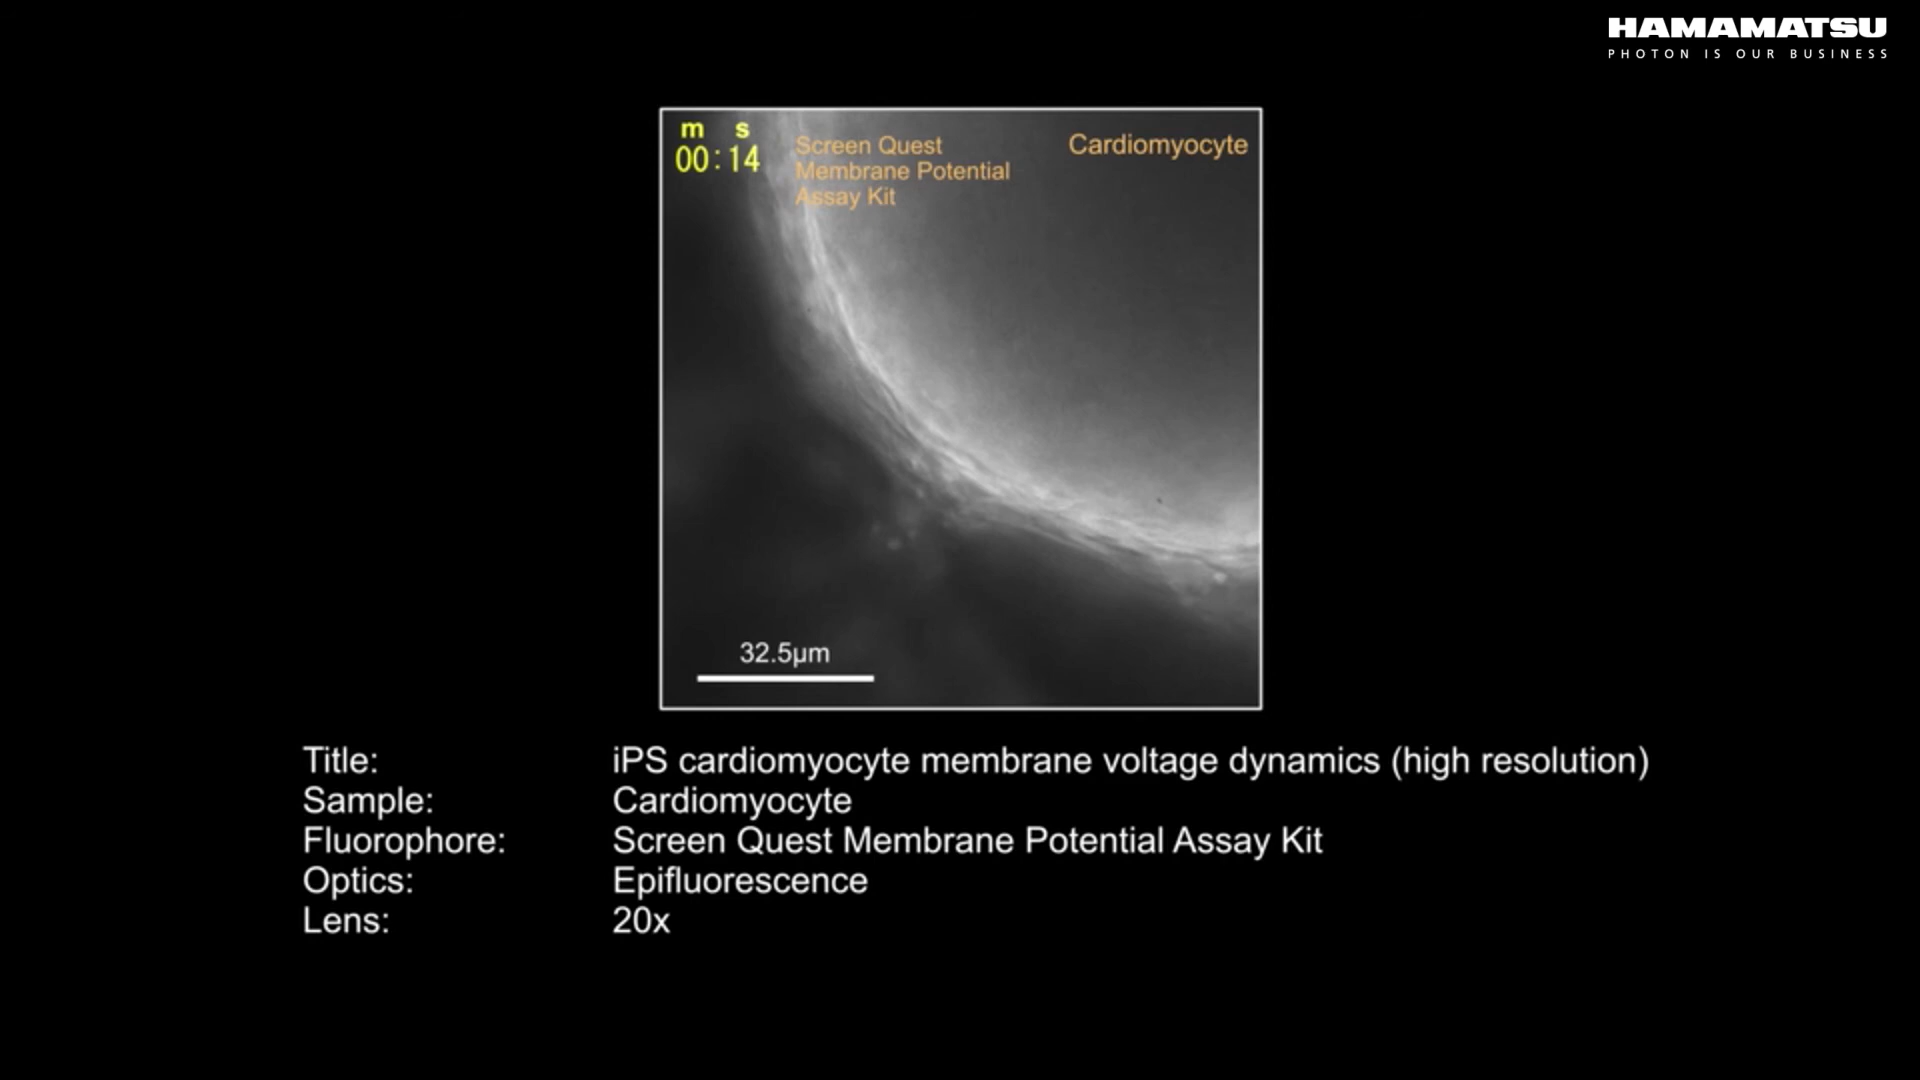 HAMAMATSU
PHOTON IS OUR BUSINESS
m s
00:14
Screen Quest
Membrane Potential
Assay Kit
Cardiomyocyte
32.5µm
Title: iPS cardiomyocyte membrane voltage dynamics (high resolution)
Sample: Cardiomyocyte
Fluorophore: Screen Quest Membrane Potential Assay Kit
Optics: Epifluorescence
Lens: 20x